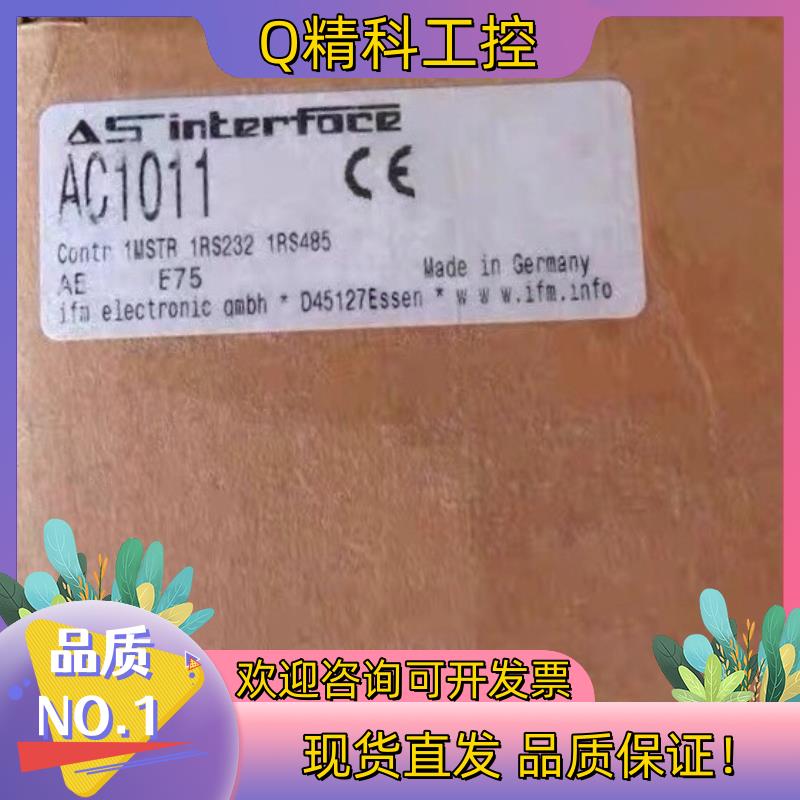 Q精科工控
AS interface
AC1011
CE
Contr 1MSTR 1RS232 1RS485
AE E75
Made in Germany
ifm electronic gmbh * D45127Essen * w w w.ifm.info
品质
NO.1
欢迎咨询可开发票
现货直发 品质保证!